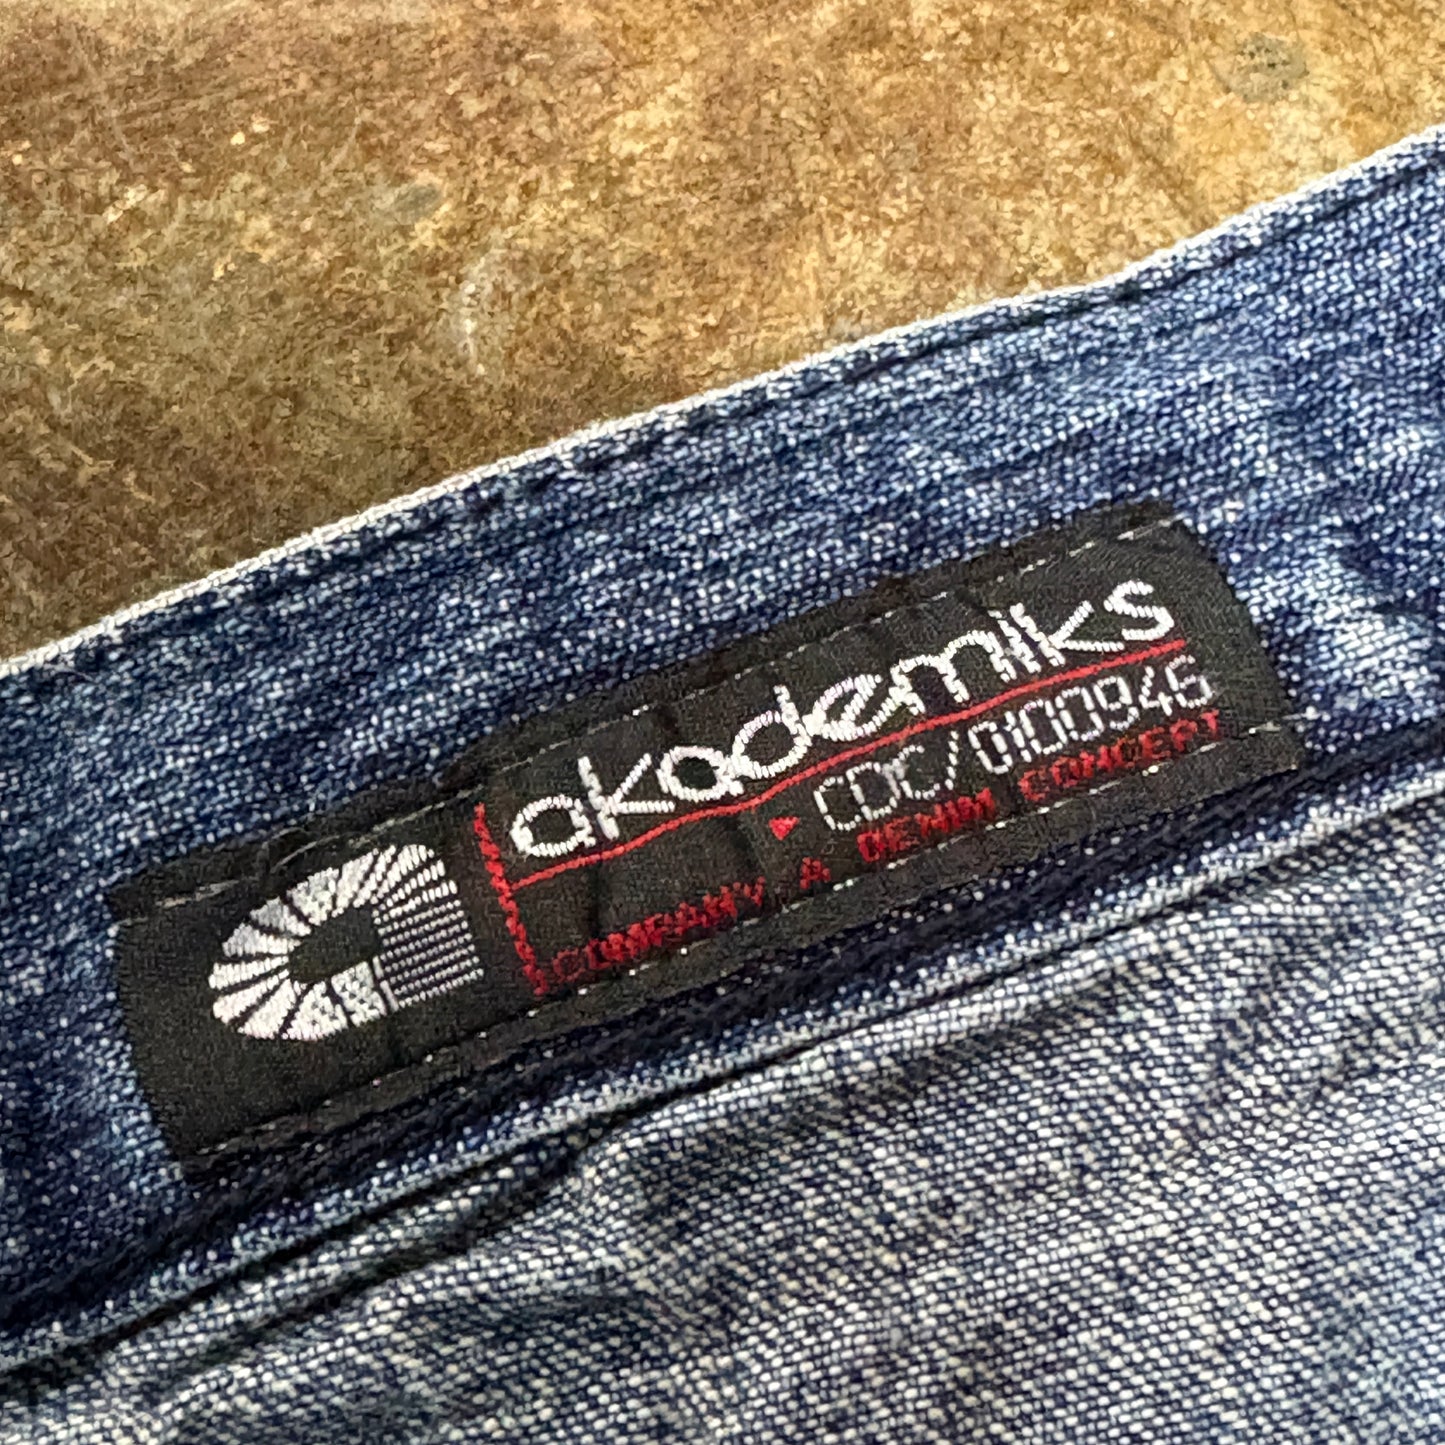 akademiks
CDC/0100946
COMPANY. A DENIM CONCEPT